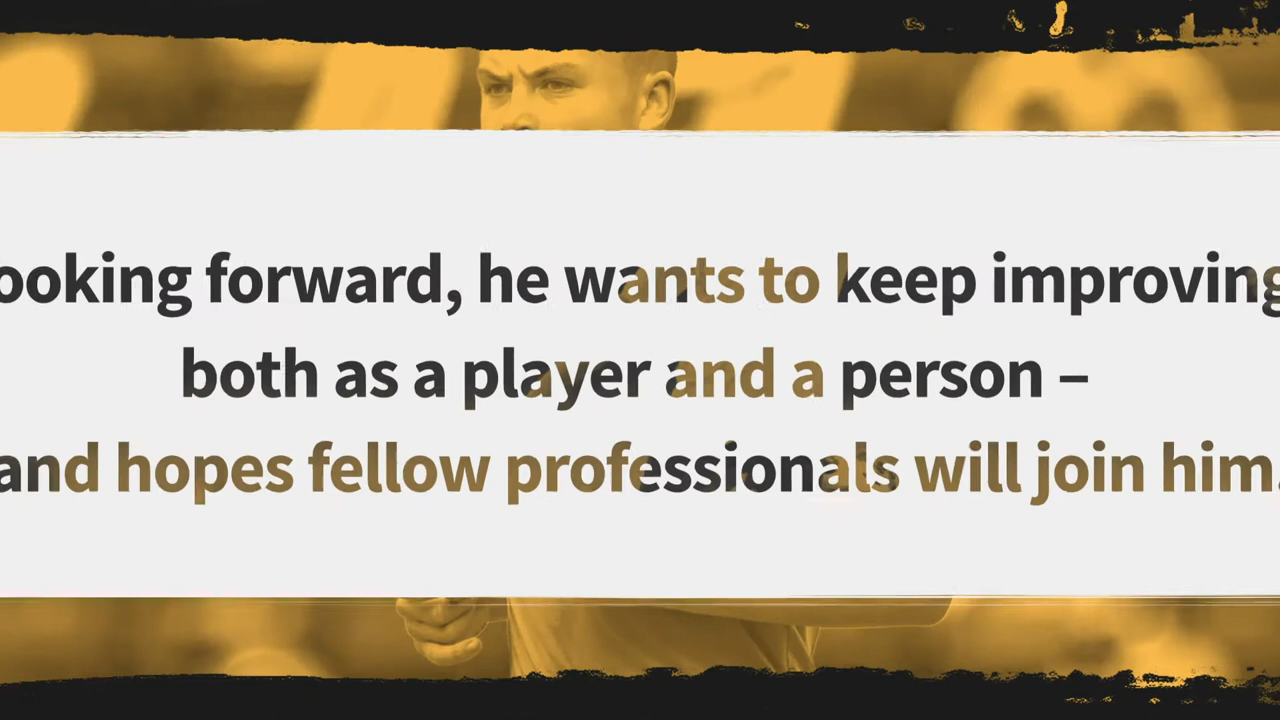 ooking forward, he wants to keep improving
both as a player and a person –
and hopes fellow professionals will join him.